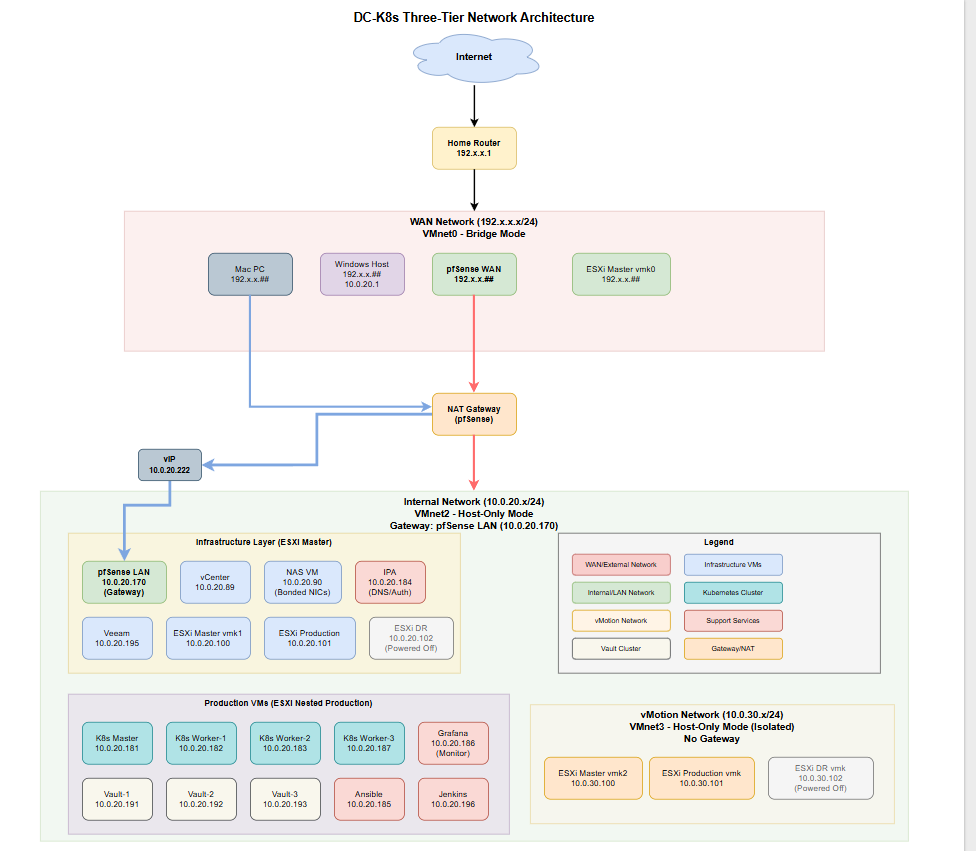 DC-K8s Three-Tier Network Architecture
Internet
Home Router
192.x.x.1
WAN Network (192.x.x.x/24)
VMnet0 - Bridge Mode
Mac PC
192.x.x.##
Windows Host
192.x.x.##
10.0.20.1
pfSense WAN
192.x.x.##
ESXi Master vmk0
192.x.x.##
NAT Gateway
(pfSense)
vIP
10.0.20.222
Internal Network (10.0.20.x/24)
VMnet2 - Host-Only Mode
Gateway: pfSense LAN (10.0.20.170)
Infrastructure Layer (ESXI Master)
pfSense LAN
10.0.20.170
(Gateway)
vCenter
10.0.20.89
NAS VM
10.0.20.90
(Bonded NICs)
IPA
10.0.20.184
(DNS/Auth)
Veeam
10.0.20.195
ESXi Master vmk1
10.0.20.100
ESXi Production
10.0.20.101
ESXi DR
10.0.20.102
(Powered Off)
Legend
WAN/External Network
Infrastructure VMs
Internal/LAN Network
Kubernetes Cluster
vMotion Network
Support Services
Vault Cluster
Gateway/NAT
Production VMs (ESXI Nested Production)
K8s Master
10.0.20.181
K8s Worker-1
10.0.20.182
K8s Worker-2
10.0.20.183
K8s Worker-3
10.0.20.187
Grafana
10.0.20.186
(Monitor)
Vault-1
10.0.20.191
Vault-2
10.0.20.192
Vault-3
10.0.20.193
Ansible
10.0.20.185
Jenkins
10.0.20.196
vMotion Network (10.0.30.x/24)
VMnet3 - Host-Only Mode (Isolated)
No Gateway
ESXi Master vmk2
10.0.30.100
ESXi Production vmk
10.0.30.101
ESXi DR vmk
10.0.30.102
(Powered Off)